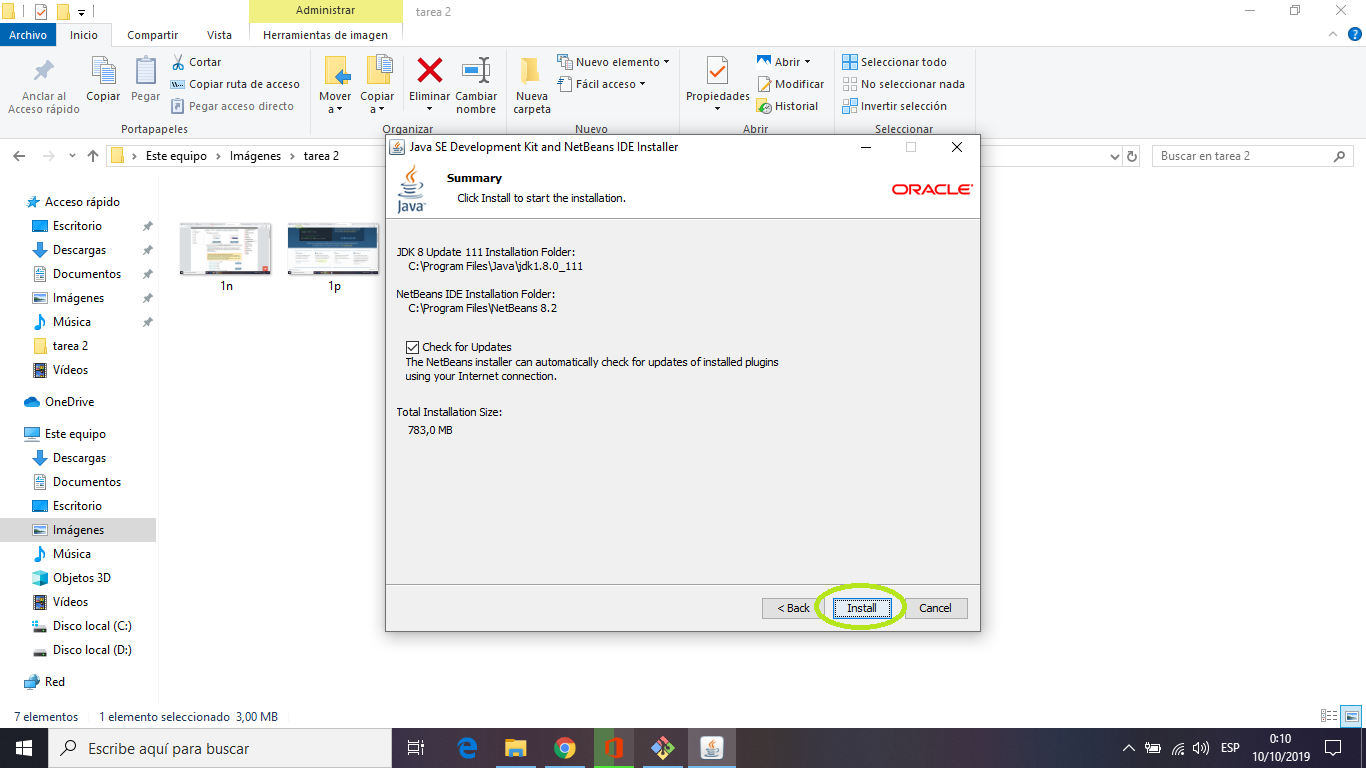 Administrar
tarea 2
Archivo
Inicio
Compartir
Vista
Herramientas de imagen
Anclar al
Acceso rápido
Copiar
Pegar
Cortar
Copiar ruta de acceso
Pegar acceso directo
Portapapeles
Mover
a
Copiar
a
Eliminar
Cambiar
nombre
Organizar
Nueva
carpeta
Nuevo elemento
Fácil acceso
Nuevo
Propiedades
Abrir
Modificar
Historial
Abrir
Seleccionar todo
No seleccionar nada
Invertir selección
Seleccionar
Este equipo
Imágenes
tarea 2
Buscar en tarea 2
Acceso rápido
Escritorio
Descargas
Documentos
Imágenes
Música
tarea 2
Vídeos
OneDrive
Este equipo
Descargas
Documentos
Escritorio
Imágenes
Música
Objetos 3D
Vídeos
Disco local (C:)
Disco local (D:)
Red
1n
1p
Java SE Development Kit and NetBeans IDE Installer
Java
Summary
Click Install to start the installation.
ORACLE
JDK 8 Update 111 Installation Folder:
C:\Program Files\Java\jdk1.8.0_111
NetBeans IDE Installation Folder:
C:\Program Files\NetBeans 8.2
Check for Updates
The NetBeans installer can automatically check for updates of installed plugins
using your Internet connection.
Total Installation Size:
783,0 MB
< Back
Install
Cancel
7 elementos
1 elemento seleccionado 3,00 MB
Escribe aquí para buscar
ESP
0:10
10/10/2019